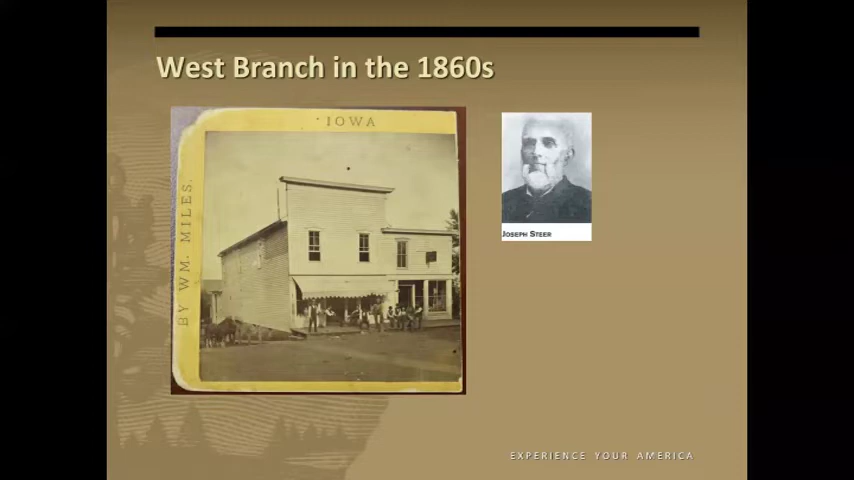 West Branch in the 1860s
IOWA
BY WM. MILES.
JOSEPH STEER
EXPERIENCE YOUR AMERICA